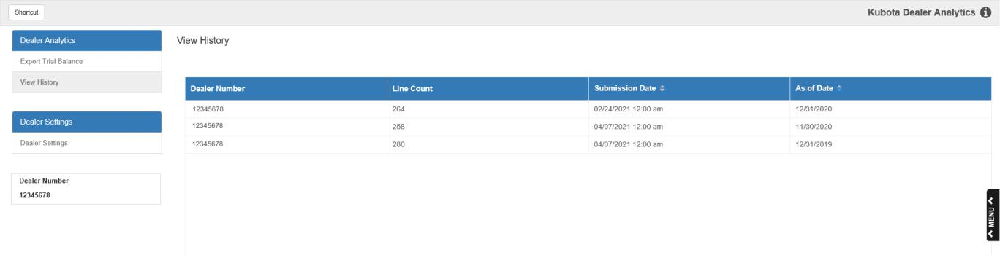 Shortcut
Kubota Dealer Analytics
Dealer Analytics
Export Trial Balance
View History
Dealer Settings
Dealer Settings
Dealer Number
12345678
View History
Dealer Number Line Count Submission Date As of Date
12345678 264 02/24/2021 12:00 am 12/31/2020
12345678 258 04/07/2021 12:00 am 11/30/2020
12345678 280 04/07/2021 12:00 am 12/31/2019
MENU